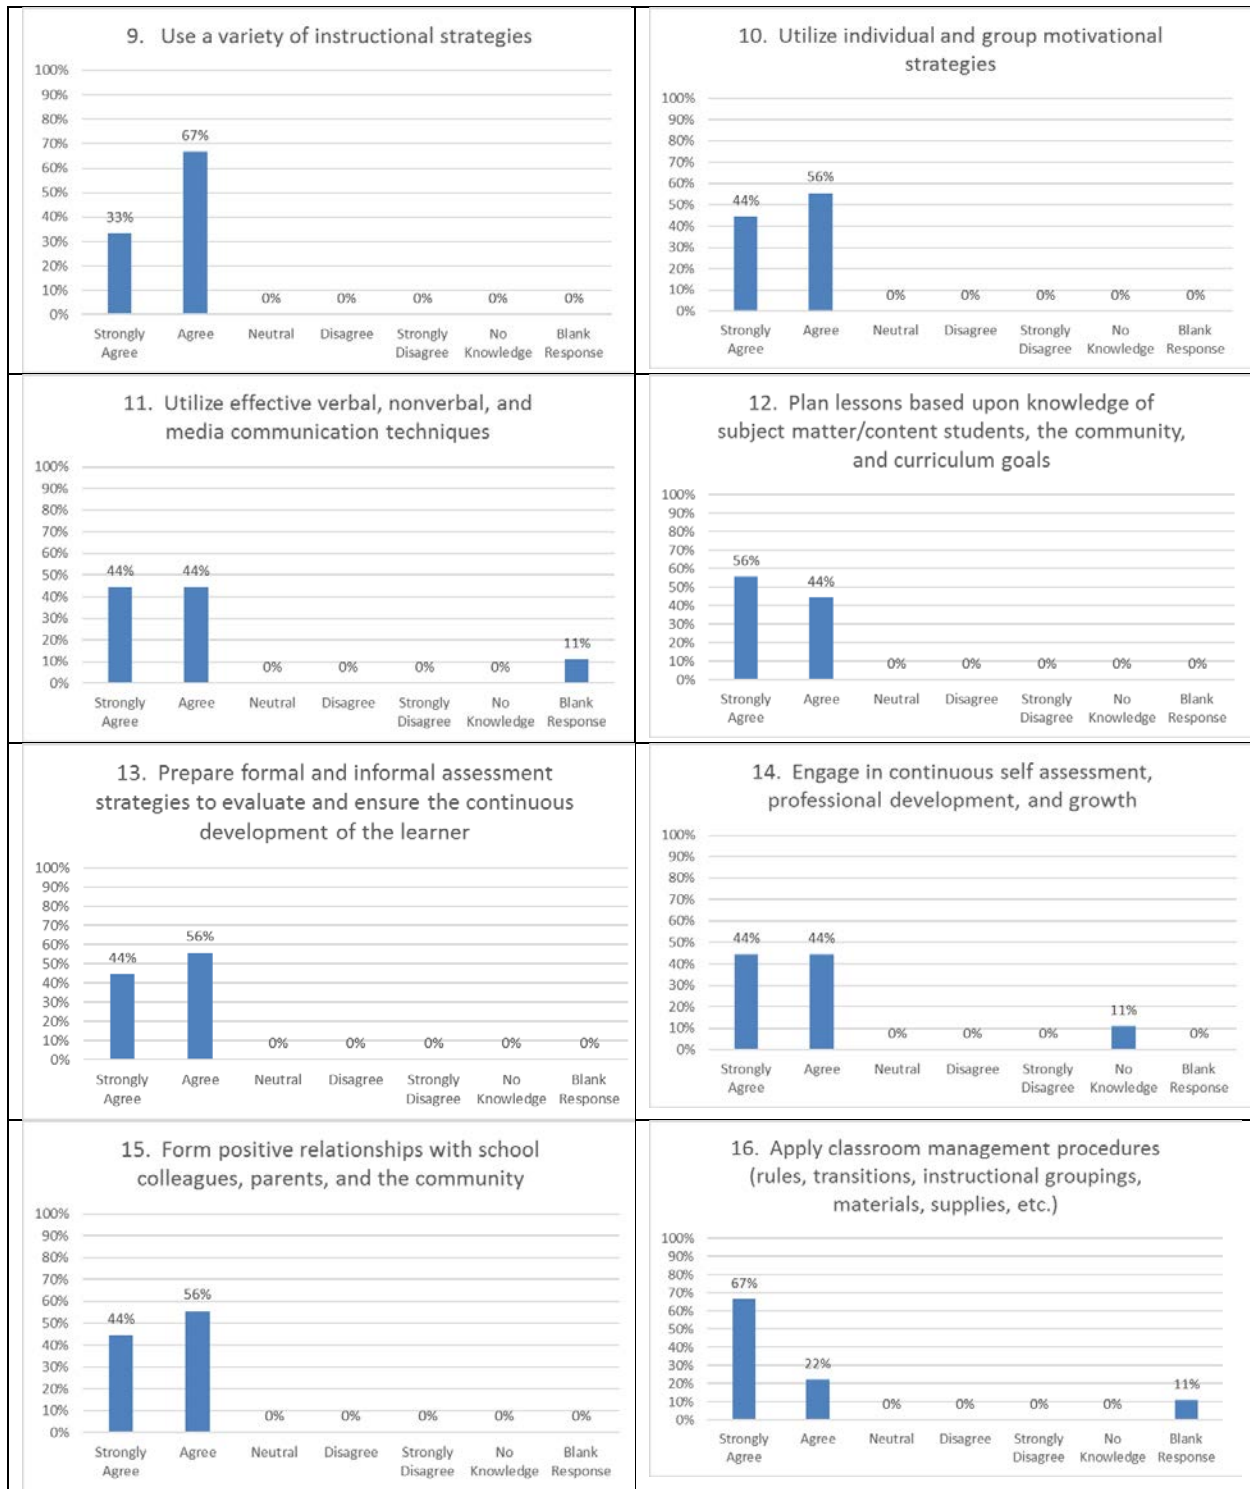 9. Use a variety of instructional strategies
100%
90%
80%
70%
60%
50%
40%
30%
20%
10%
0%
33%
67%
0%
0%
0%
0%
0%
Strongly Agree
Agree
Neutral
Disagree
Strongly Disagree
No Knowledge
Blank Response
10. Utilize individual and group motivational
strategies
100%
90%
80%
70%
60%
50%
40%
30%
20%
10%
0%
44%
56%
0%
0%
0%
0%
0%
Strongly Agree
Agree
Neutral
Disagree
Strongly Disagree
No Knowledge
Blank Response
11. Utilize effective verbal, nonverbal, and
media communication techniques
100%
90%
80%
70%
60%
50%
40%
30%
20%
10%
0%
44%
44%
0%
0%
0%
0%
11%
Strongly Agree
Agree
Neutral
Disagree
Strongly Disagree
No Knowledge
Blank Response
12. Plan lessons based upon knowledge of
subject matter/content students, the community,
and curriculum goals
100%
90%
80%
70%
60%
50%
40%
30%
20%
10%
0%
56%
44%
0%
0%
0%
0%
0%
Strongly Agree
Agree
Neutral
Disagree
Strongly Disagree
No Knowledge
Blank Response
13. Prepare formal and informal assessment
strategies to evaluate and ensure the continuous
development of the learner
100%
90%
80%
70%
60%
50%
40%
30%
20%
10%
0%
44%
56%
0%
0%
0%
0%
0%
Strongly Agree
Agree
Neutral
Disagree
Strongly Disagree
No Knowledge
Blank Response
14. Engage in continuous self assessment,
professional development, and growth
100%
90%
80%
70%
60%
50%
40%
30%
20%
10%
0%
44%
44%
0%
0%
0%
11%
0%
Strongly Agree
Agree
Neutral
Disagree
Strongly Disagree
No Knowledge
Blank Response
15. Form positive relationships with school
colleagues, parents, and the community
100%
90%
80%
70%
60%
50%
40%
30%
20%
10%
0%
44%
56%
0%
0%
0%
0%
0%
Strongly Agree
Agree
Neutral
Disagree
Strongly Disagree
No Knowledge
Blank Response
16. Apply classroom management procedures
(rules, transitions, instructional groupings,
materials, supplies, etc.)
100%
90%
80%
70%
60%
50%
40%
30%
20%
10%
0%
67%
22%
0%
0%
0%
0%
11%
Strongly Agree
Agree
Neutral
Disagree
Strongly Disagree
No Knowledge
Blank Response